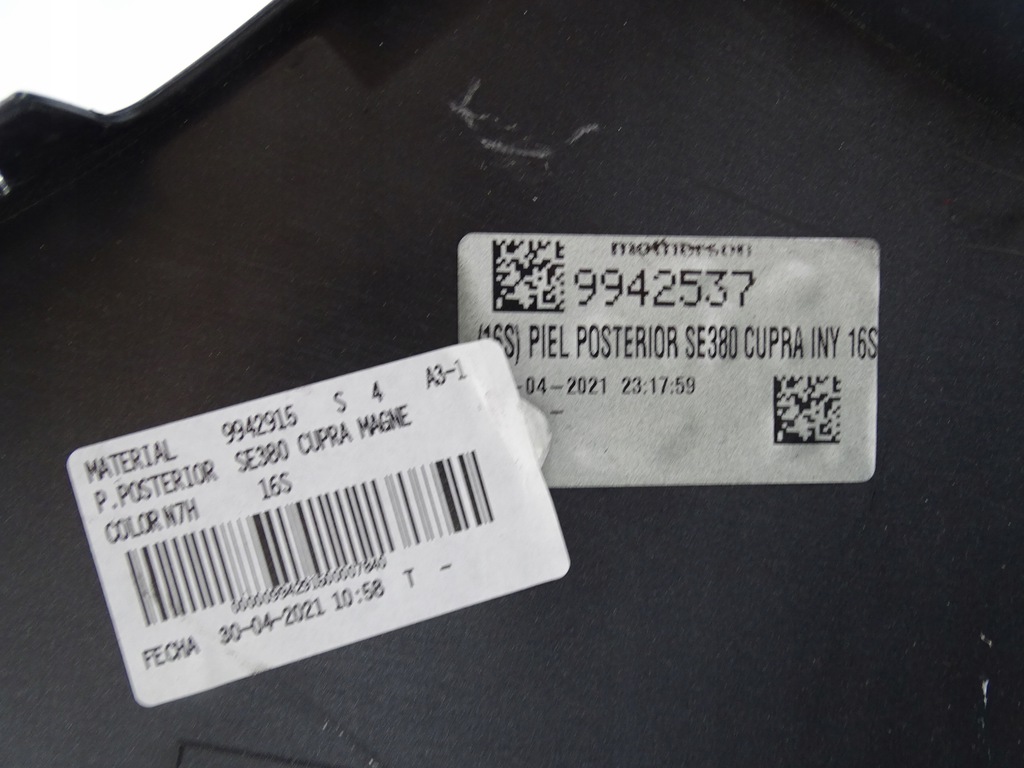 motherson
9942537
(16S) PIEL POSTERIOR SE380 CUPRA INY 16S
-04-2021 23:17:59
-
MATERIAL 9942915 S 4 A3-1
P.POSTERIOR SE380 CUPRA MAGNE
COLOR N7H 16S
FECHA 30-04-2021 10:58 T -